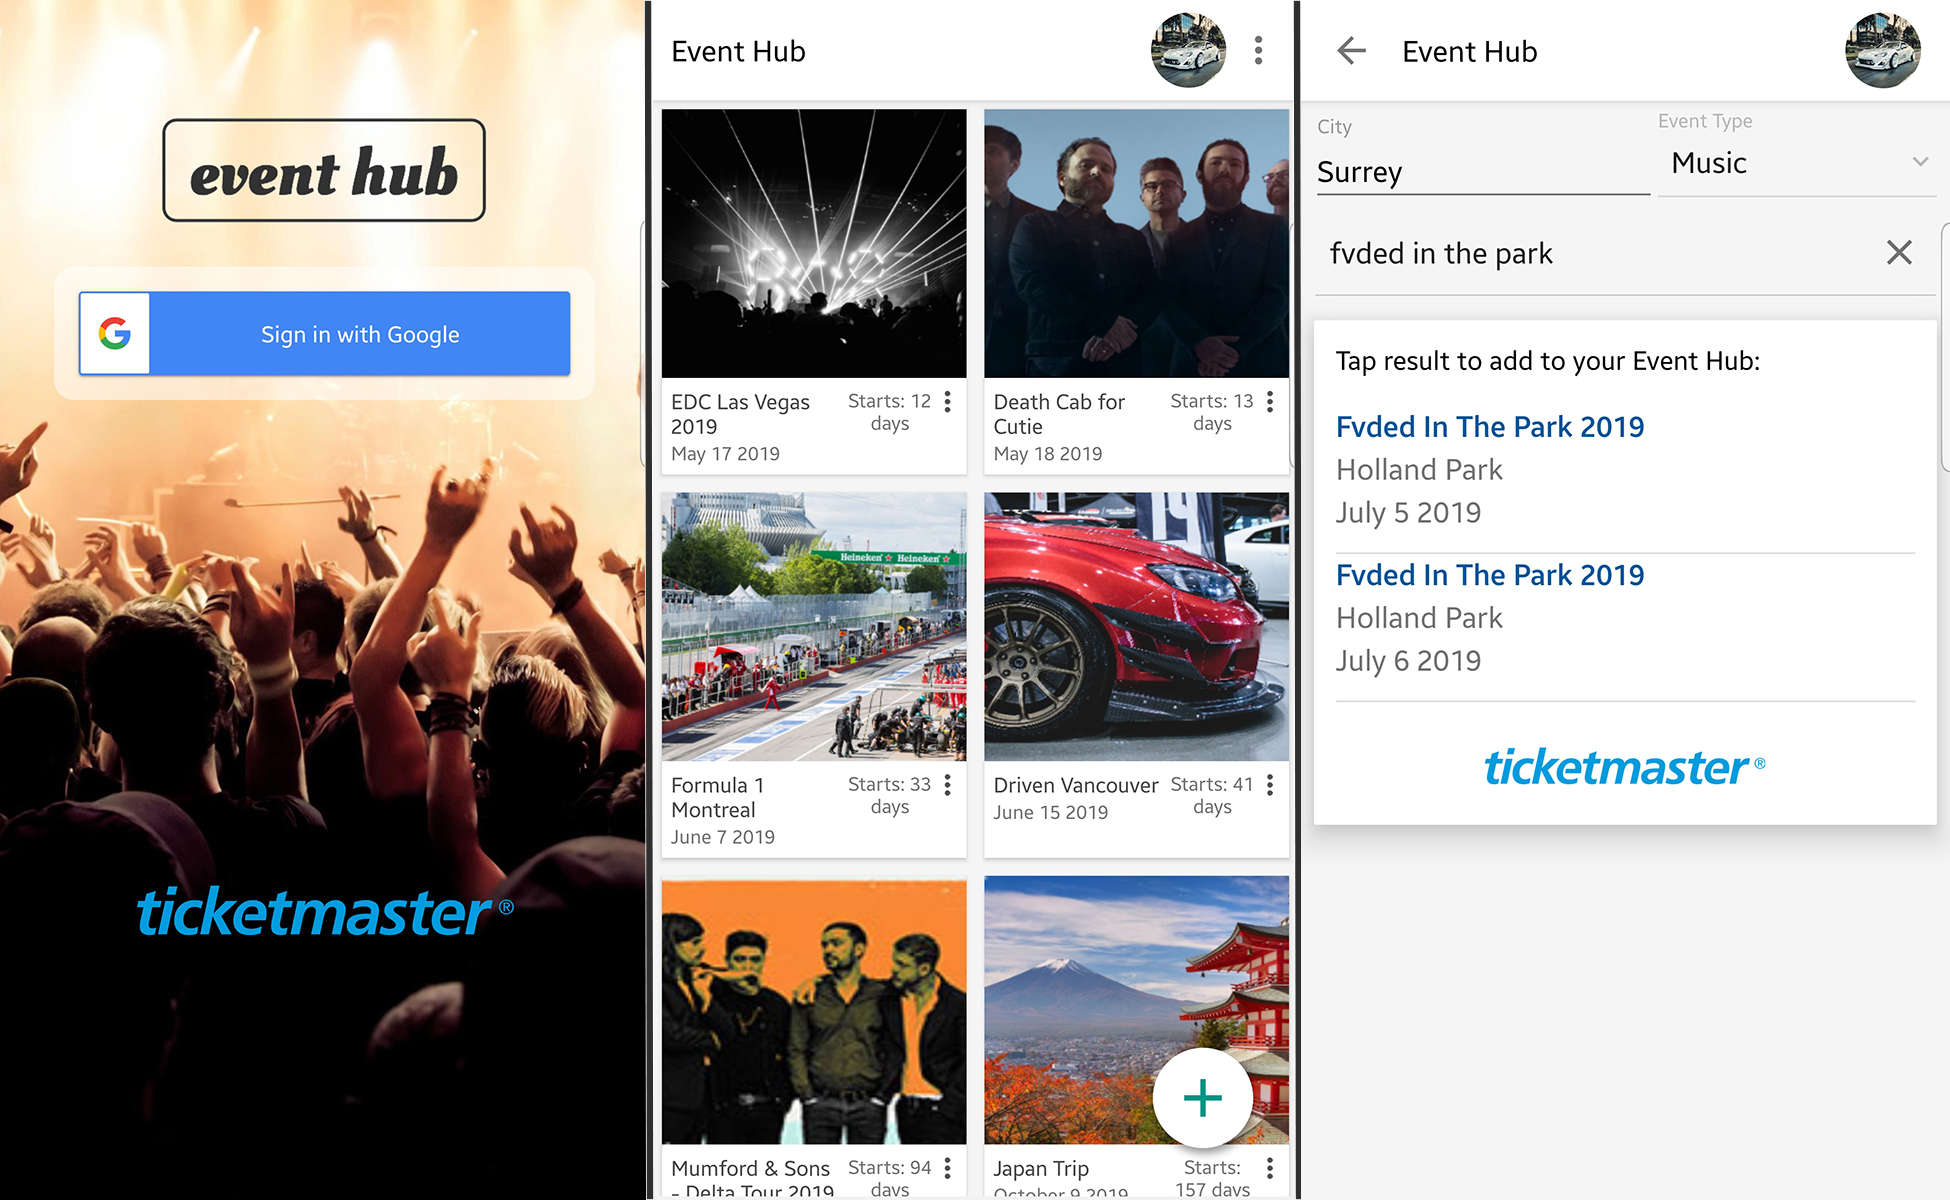 event hub
Sign in with Google
ticketmaster®
Event Hub
EDC Las Vegas
2019
May 17 2019
Starts: 12
days
Death Cab for
Cutie
May 18 2019
Starts: 13
days
Heineken ★ Heineken ★
Formula 1
Montreal
June 7 2019
Starts: 33
days
Driven Vancouver
June 15 2019
Starts: 41
days
Mumford & Sons
- Delta Tour 2019
Starts: 94
days
Japan Trip
October 9 2019
Starts:
157 days
Event Hub
City
Surrey
Event Type
Music
fvded in the park
Tap result to add to your Event Hub:
Fvded In The Park 2019
Holland Park
July 5 2019
Fvded In The Park 2019
Holland Park
July 6 2019
ticketmaster®